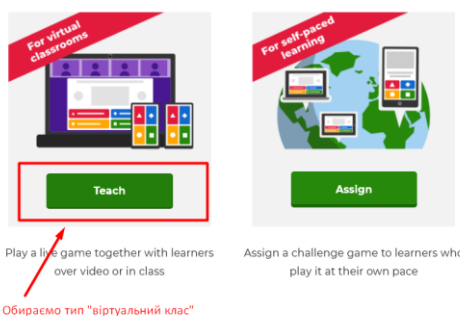 For virtual
classrooms
For self-paced
learning
Teach
Assign
Play a live game together with learners
over video or in class
Assign a challenge game to learners who
play it at their own pace
Обираємо тип "віртуальний клас"